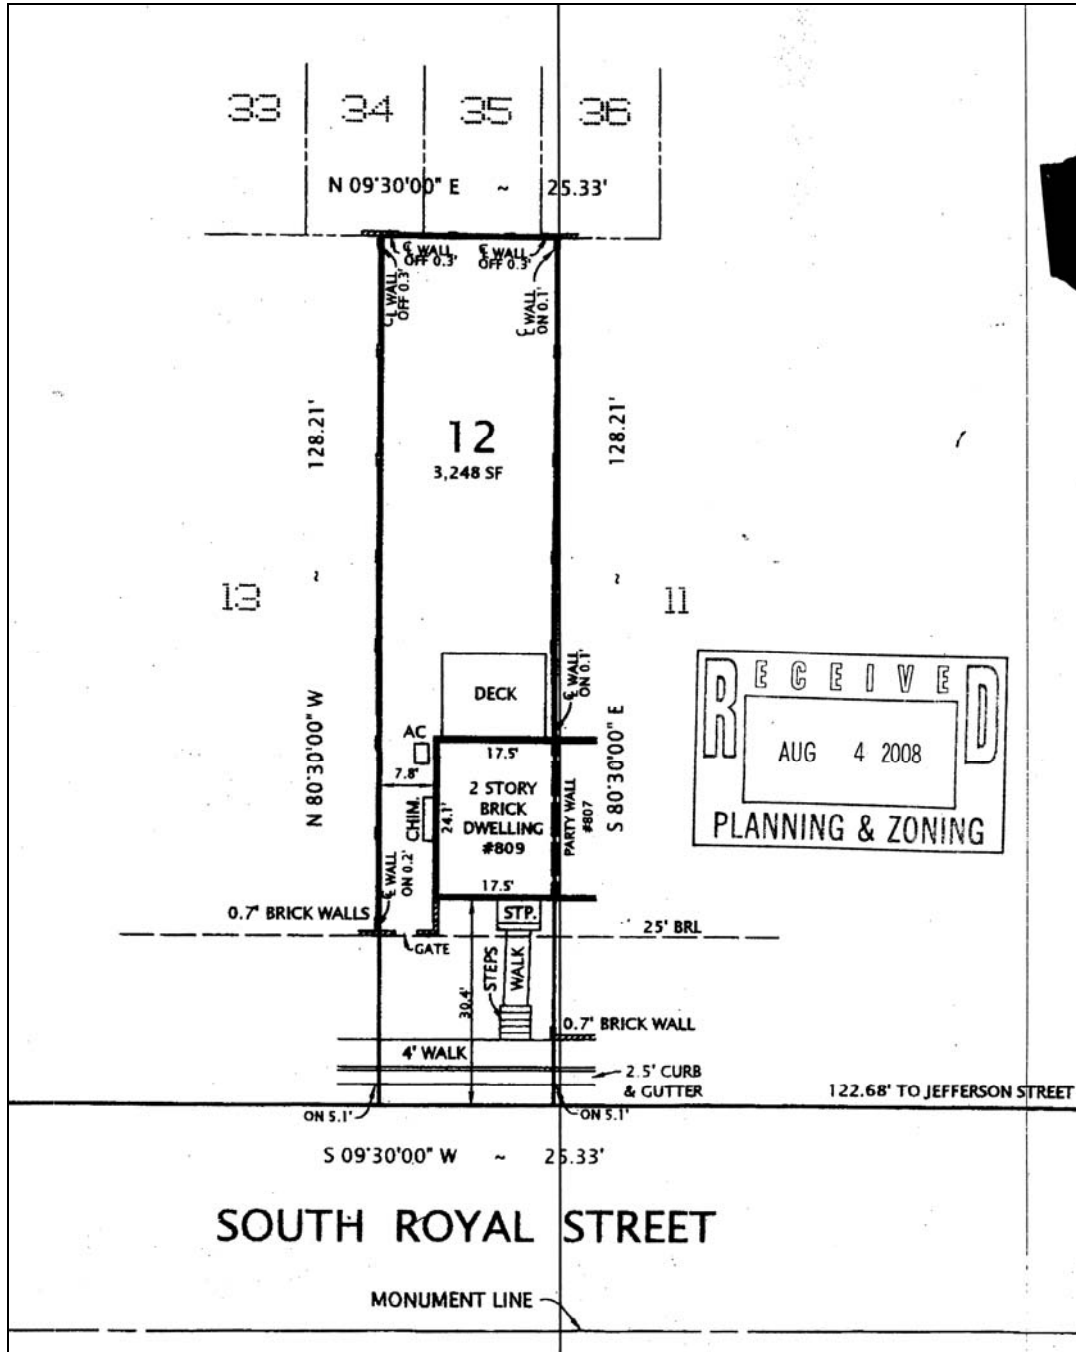 33 34 35 36
N 09°30'00" E ~ 25.33'
℄ WALL
OFF 0.3'
℄ WALL
OFF 0.3'
℄ WALL
OFF 0.3'
℄ WALL
ON 0.1'
128.21'
12
3,248 SF
128.21'
13
~
~
11
N 80°30'00" W
S 80°30'00" E
DECK
℄ WALL
ON 0.1'
AC
7.8'
17.5'
2 STORY
BRICK
DWELLING
#809
24.1'
CHIM.
PARTY WALL
#807
17.5'
℄ WALL
ON 0.2'
0.7' BRICK WALLS
GATE
STP.
25' BRL
STEPS
WALK
30.4'
0.7' BRICK WALL
4' WALK
2.5' CURB
& GUTTER
122.68' TO JEFFERSON STREET
ON 5.1'
ON 5.1'
S 09°30'00" W ~ 25.33'
SOUTH ROYAL STREET
MONUMENT LINE
RECEIVED
AUG 4 2008
PLANNING & ZONING